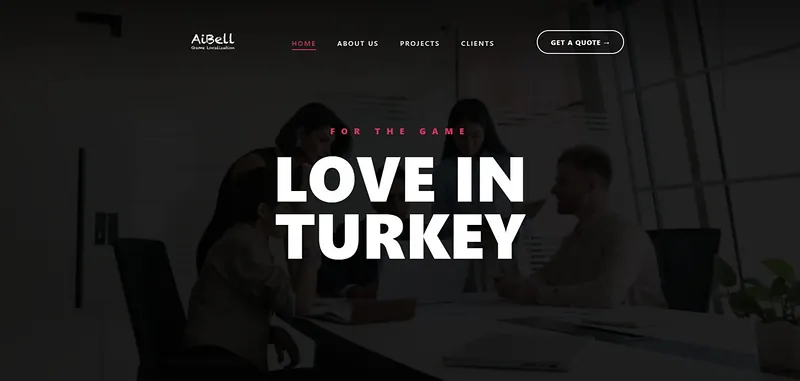 AiBell
Game Localization
HOME ABOUT US PROJECTS CLIENTS
GET A QUOTE →
FOR THE GAME
LOVE IN
TURKEY